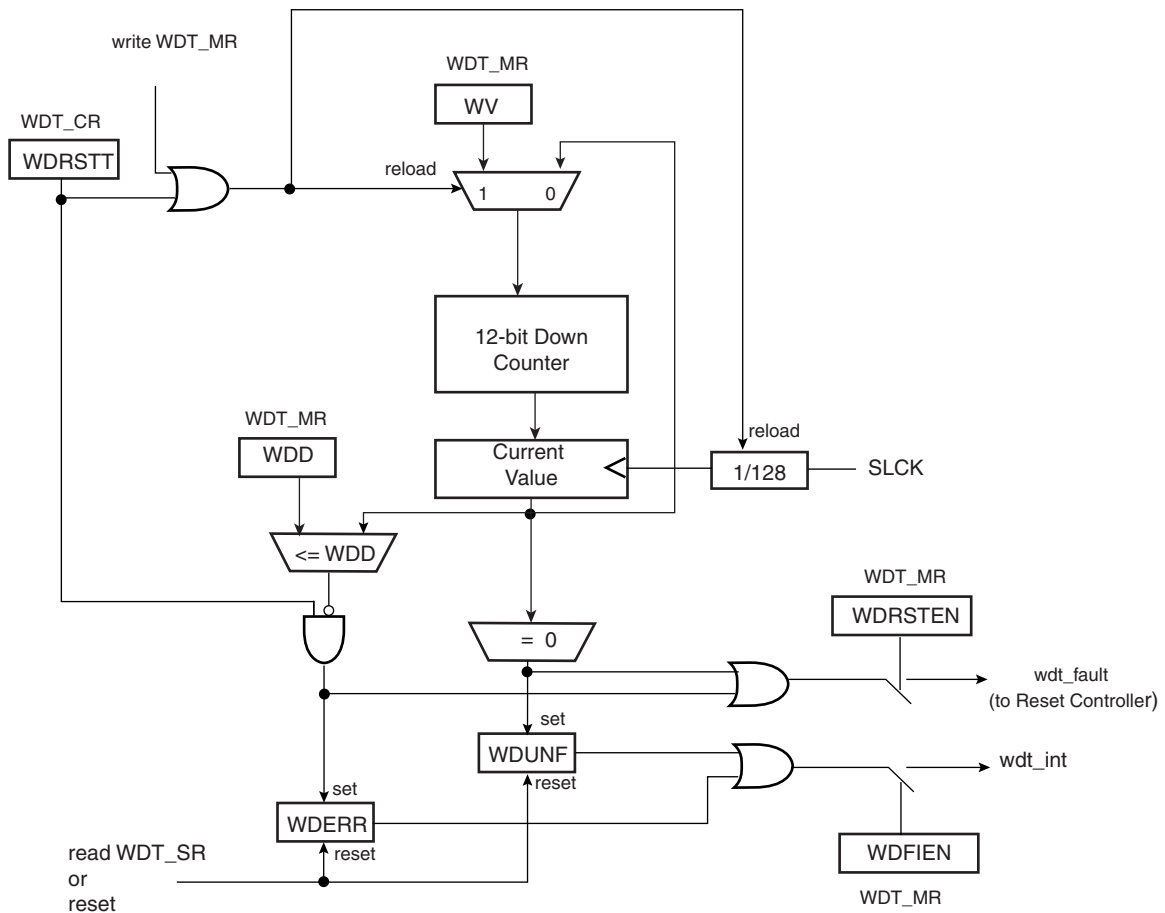 write WDT_MR
WDT_MR
WV
WDT_CR
WDRSTT
reload
1 0
12-bit Down
Counter
WDT_MR
WDD
reload
Current
Value
1/128
SLCK
<= WDD
WDT_MR
WDRSTEN
= 0
wdt_fault
(to Reset Controller)
set
WDUNF
reset
wdt_int
set
WDERR
reset
WDFIEN
WDT_MR
read WDT_SR
or
reset